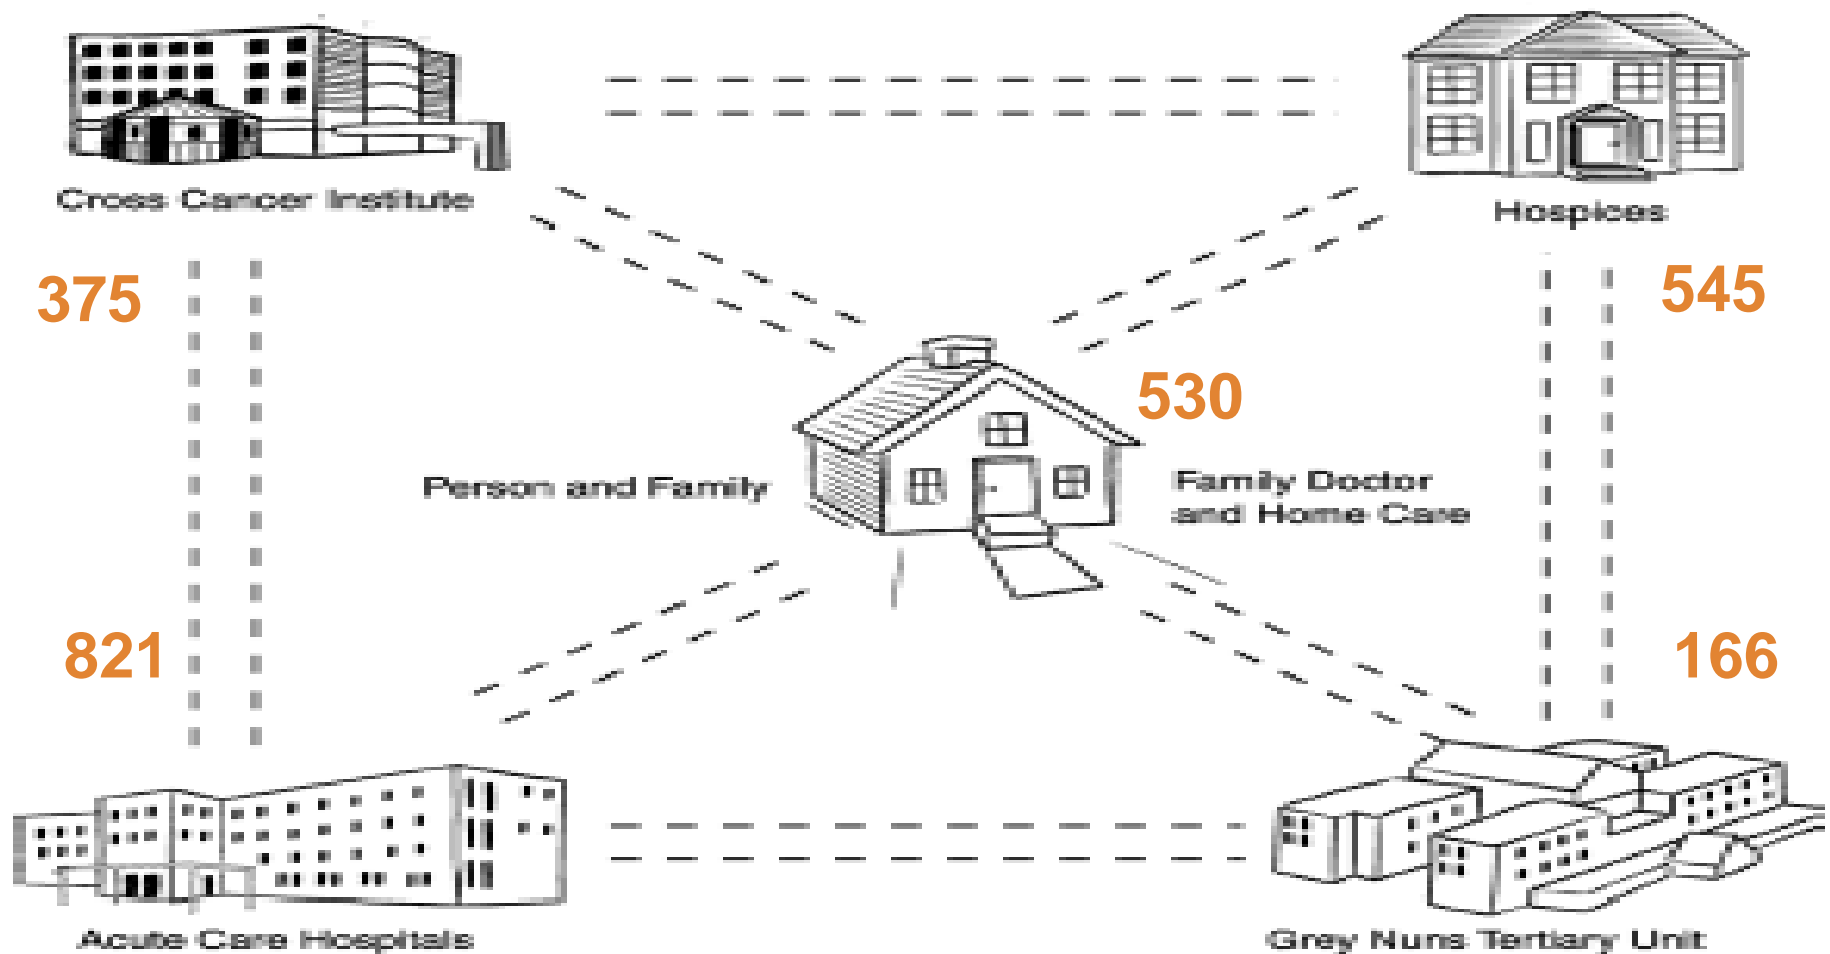 Cross Cancer Institute
Hospices
375
545
530
Person and Family
Family Doctor
and Home Care
821
166
Acute Care Hospitals
Grey Nuns Tertiary Unit